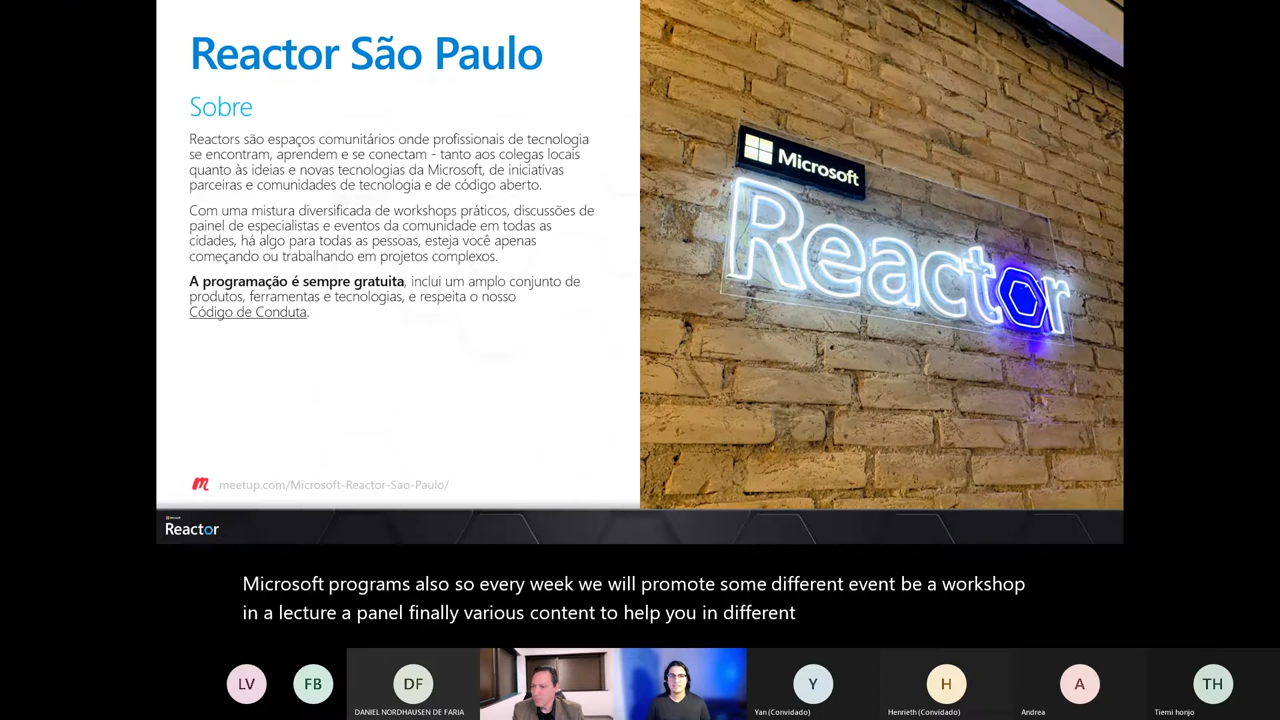 Reactor São Paulo
Sobre
Reactors são espaços comunitários onde profissionais de tecnologia
se encontram, aprendem e se conectam - tanto aos colegas locais
quanto às ideias e novas tecnologias da Microsoft, de iniciativas
parceiras e comunidades de tecnologia e de código aberto.
Com uma mistura diversificada de workshops práticos, discussões de
painel de especialistas e eventos da comunidade em todas as
cidades, há algo para todas as pessoas, esteja você apenas
começando ou trabalhando em projetos complexos.
A programação é sempre gratuita, inclui um amplo conjunto de
produtos, ferramentas e tecnologias, e respeita o nosso
Código de Conduta.
m meetup.com/Microsoft-Reactor-Sao-Paulo/
Microsoft
Reactor
Microsoft
Reactor
Microsoft programs also so every week we will promote some different event be a workshop
in a lecture a panel finally various content to help you in different
LV
FB
DF
DANIEL NORDHAUSEN DE FARIA
Y
Yan (Convidado)
H
Henrieth (Convidado)
A
Andrea
TH
Tiemi honjo